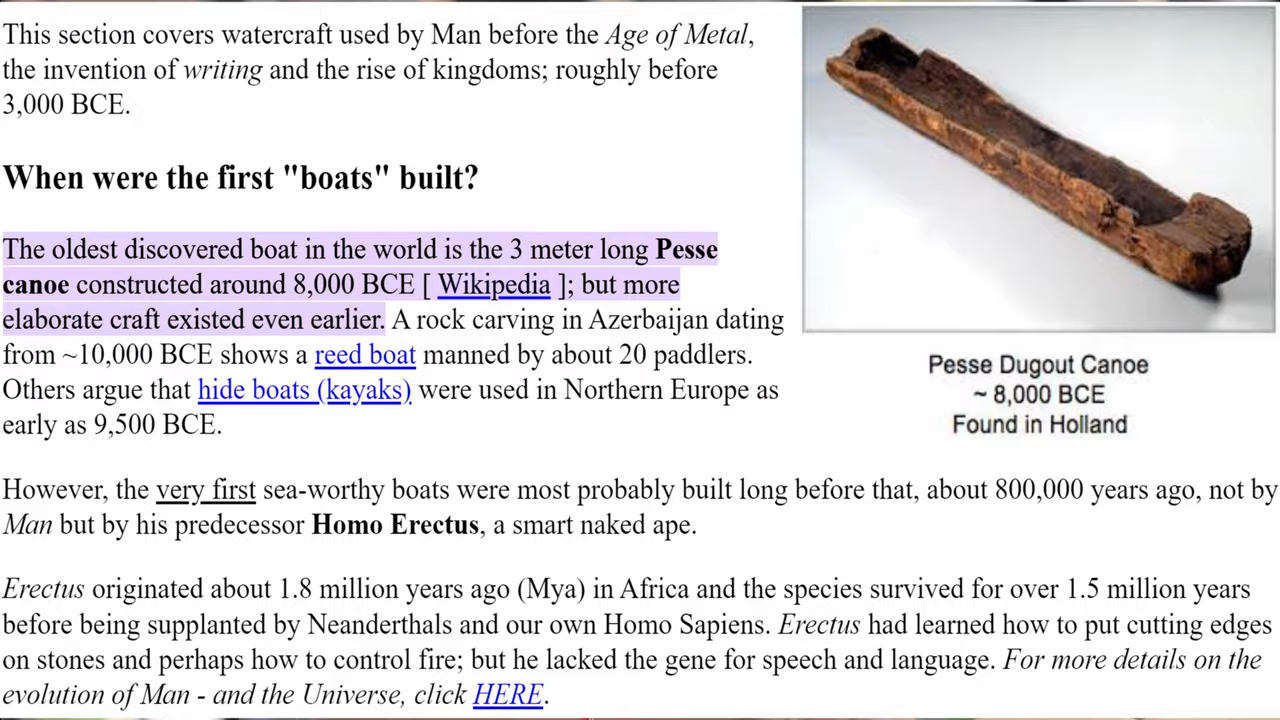 This section covers watercraft used by Man before the Age of Metal,
the invention of writing and the rise of kingdoms; roughly before
3,000 BCE.
When were the first "boats" built?
The oldest discovered boat in the world is the 3 meter long Pesse
canoe constructed around 8,000 BCE [ Wikipedia ]; but more
elaborate craft existed even earlier. A rock carving in Azerbaijan dating
from ~10,000 BCE shows a reed boat manned by about 20 paddlers.
Others argue that hide boats (kayaks) were used in Northern Europe as
early as 9,500 BCE.
Pesse Dugout Canoe
~ 8,000 BCE
Found in Holland
However, the very first sea-worthy boats were most probably built long before that, about 800,000 years ago, not by
Man but by his predecessor Homo Erectus, a smart naked ape.
Erectus originated about 1.8 million years ago (Mya) in Africa and the species survived for over 1.5 million years
before being supplanted by Neanderthals and our own Homo Sapiens. Erectus had learned how to put cutting edges
on stones and perhaps how to control fire; but he lacked the gene for speech and language. For more details on the
evolution of Man - and the Universe, click HERE.